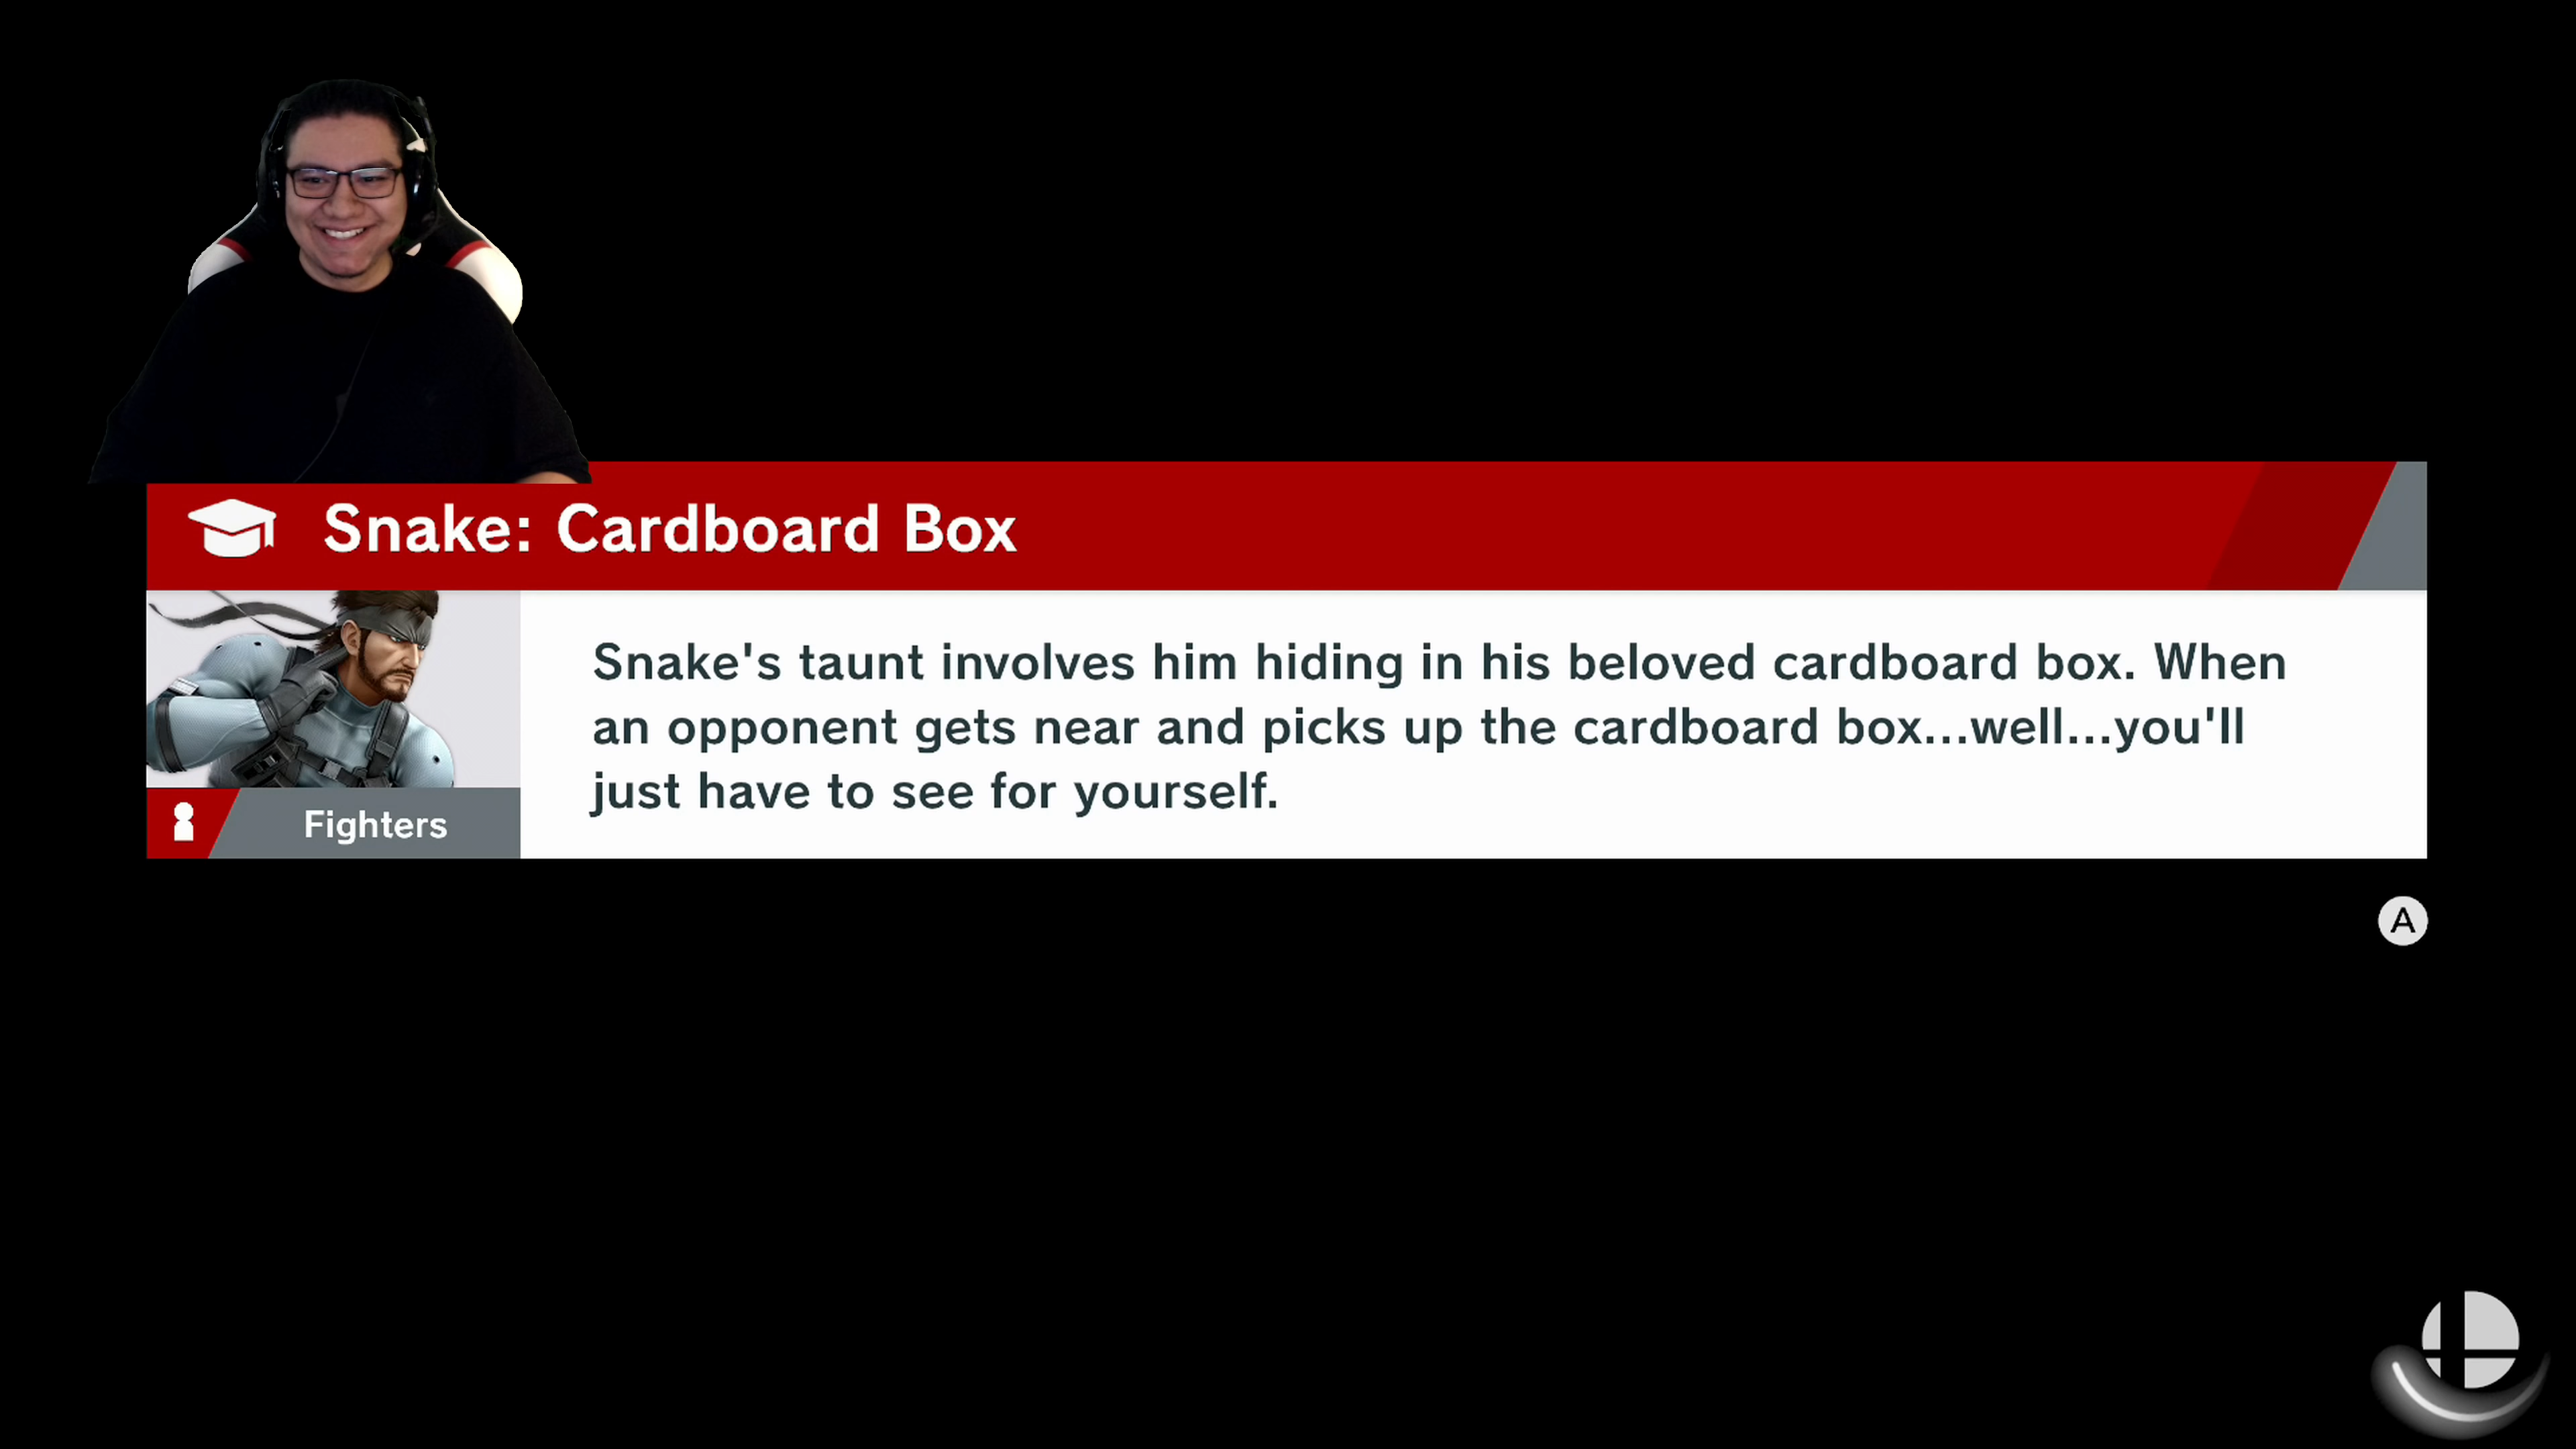 Snake: Cardboard Box
Snake's taunt involves him hiding in his beloved cardboard box. When
an opponent gets near and picks up the cardboard box...well...you'll
just have to see for yourself.
Fighters
A